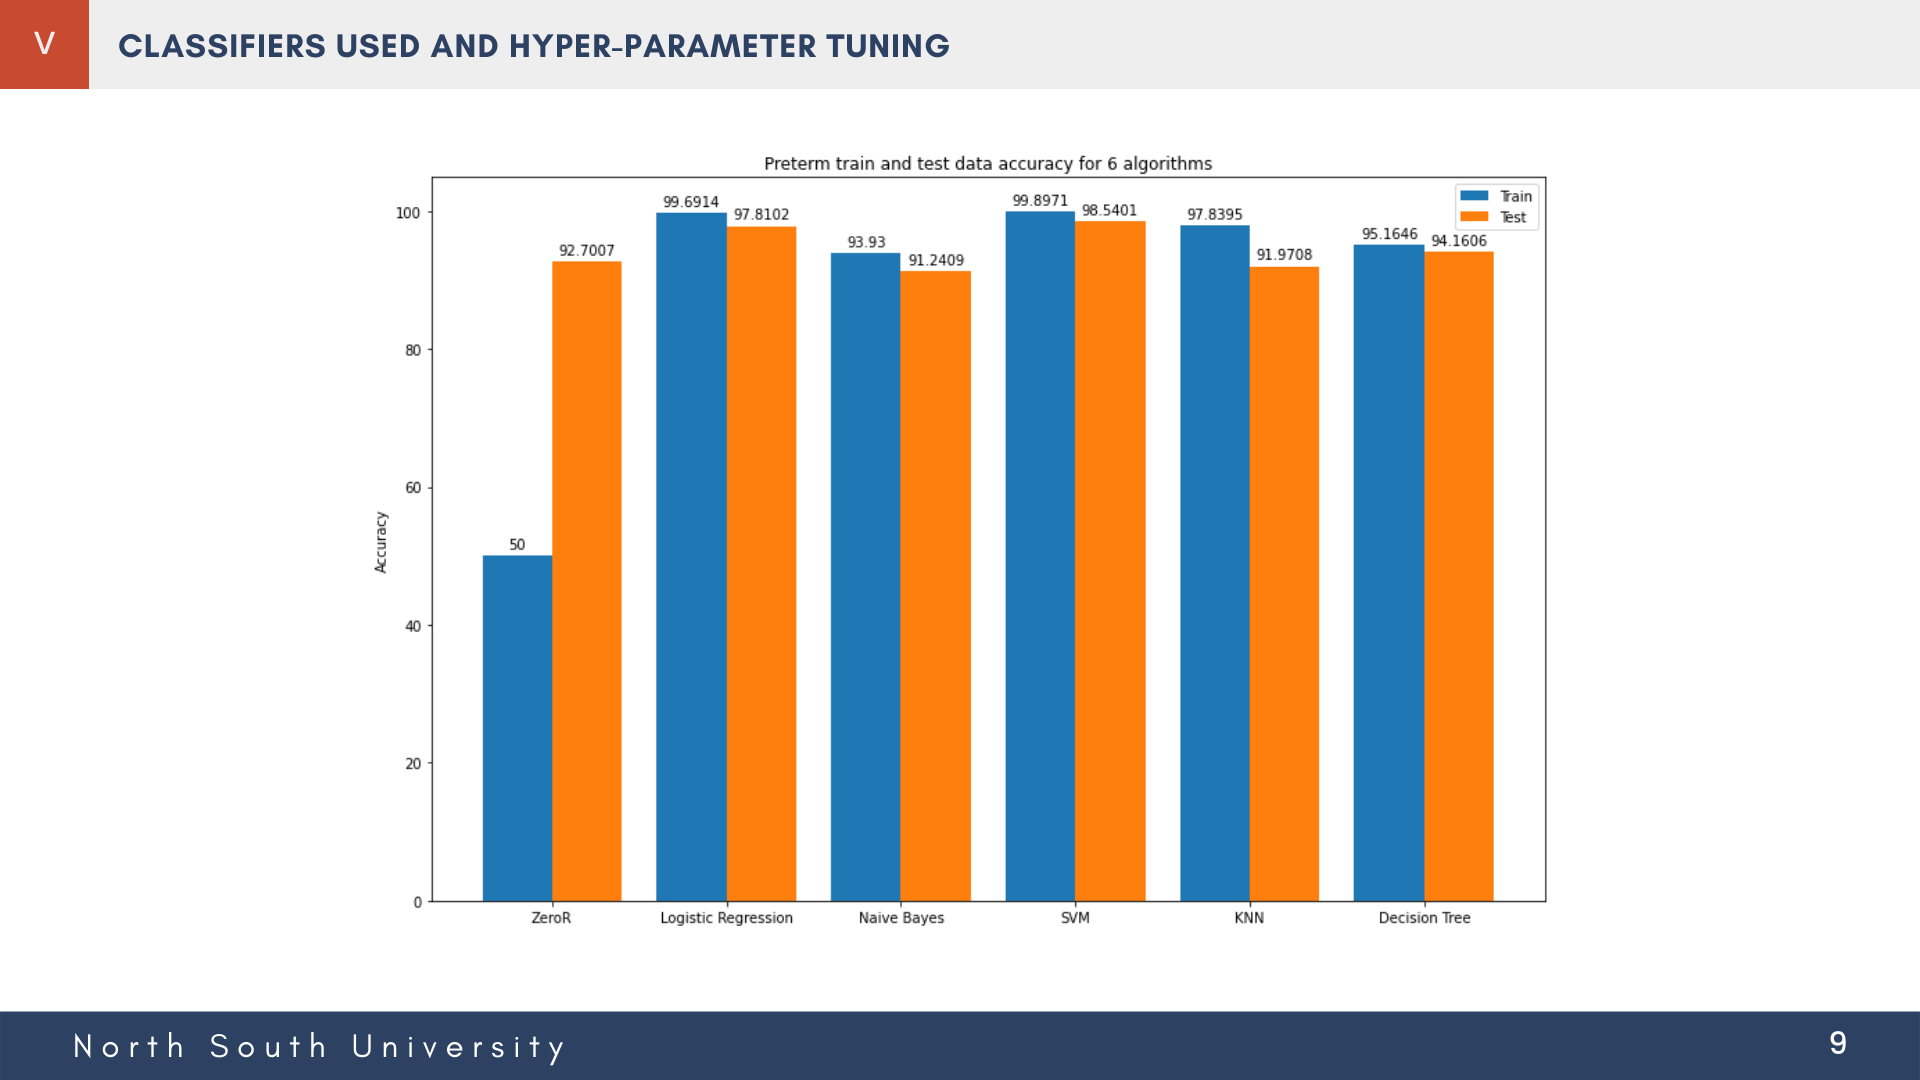 V
CLASSIFIERS USED AND HYPER-PARAMETER TUNING
Preterm train and test data accuracy for 6 algorithms
Train
Test
Accuracy
100
80
60
40
20
0
50
92.7007
99.6914
97.8102
93.93
91.2409
99.8971
98.5401
97.8395
91.9708
95.1646
94.1606
ZeroR
Logistic Regression
Naive Bayes
SVM
KNN
Decision Tree
North South University
9